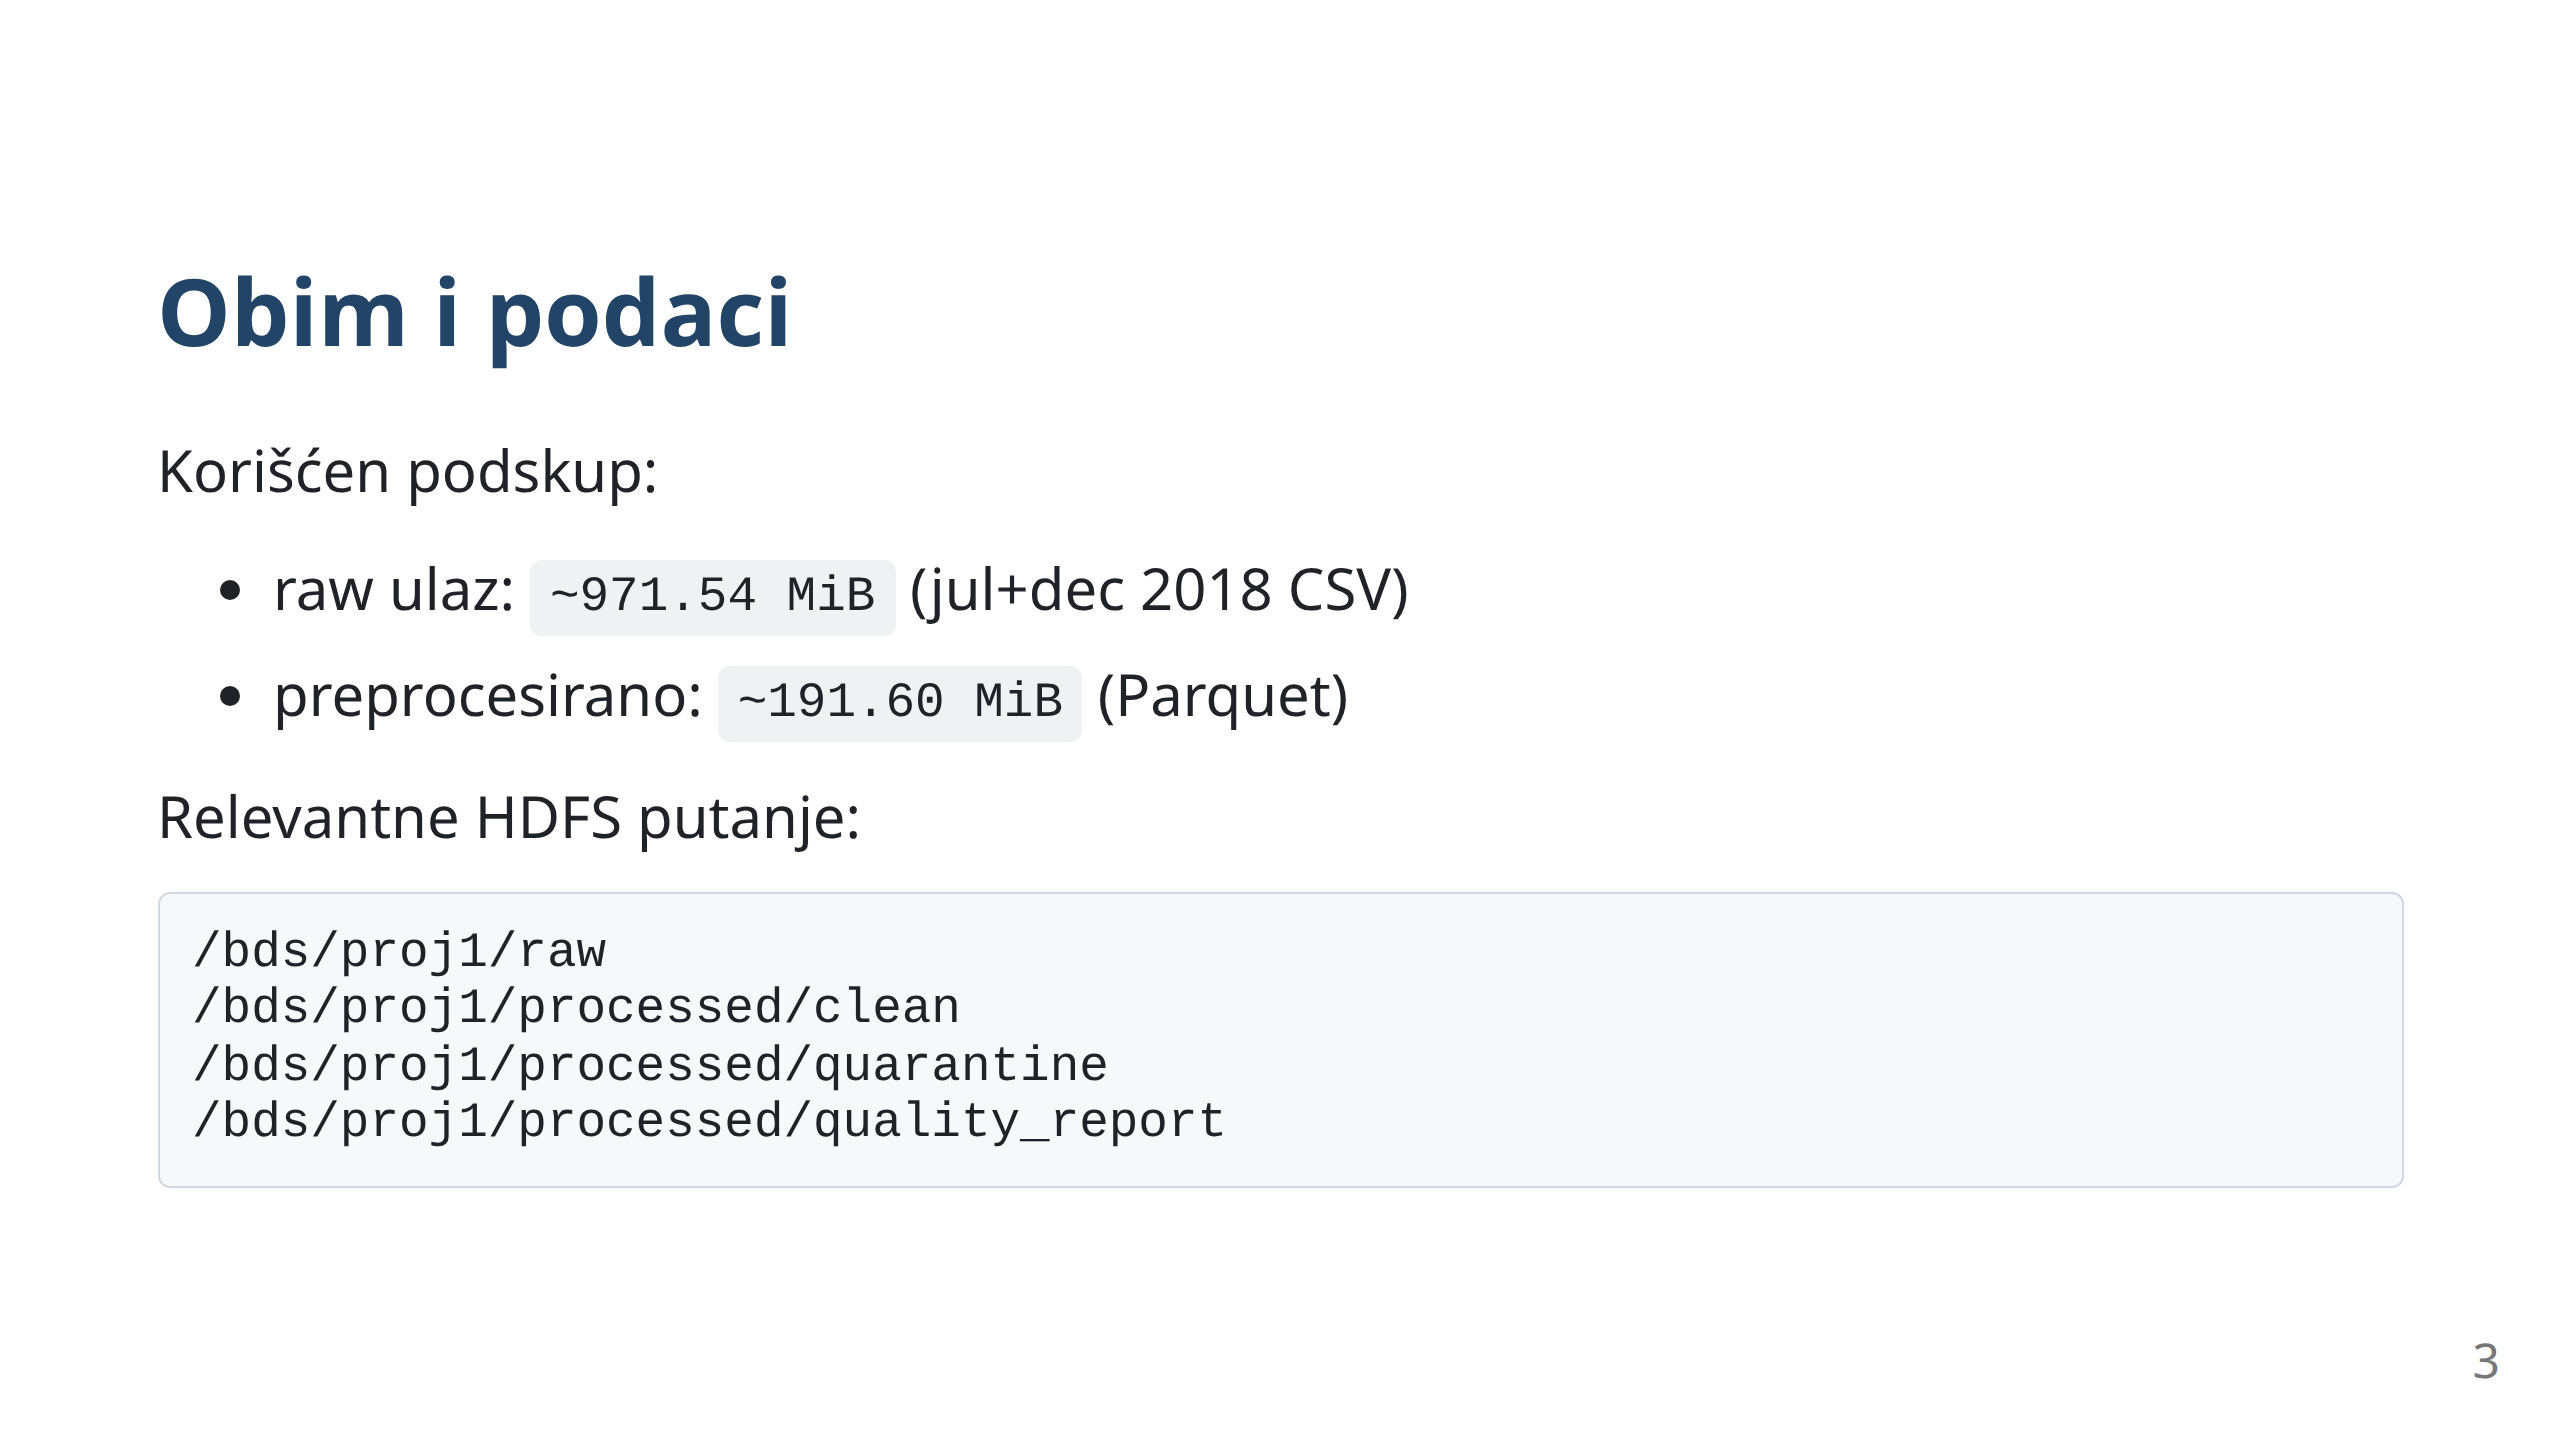 Obim i podaci
Korišćen podskup:
• raw ulaz: ~971.54 MiB (jul+dec 2018 CSV)
• preprocesirano: ~191.60 MiB (Parquet)
Relevantne HDFS putanje:
/bds/proj1/raw
/bds/proj1/processed/clean
/bds/proj1/processed/quarantine
/bds/proj1/processed/quality_report
3